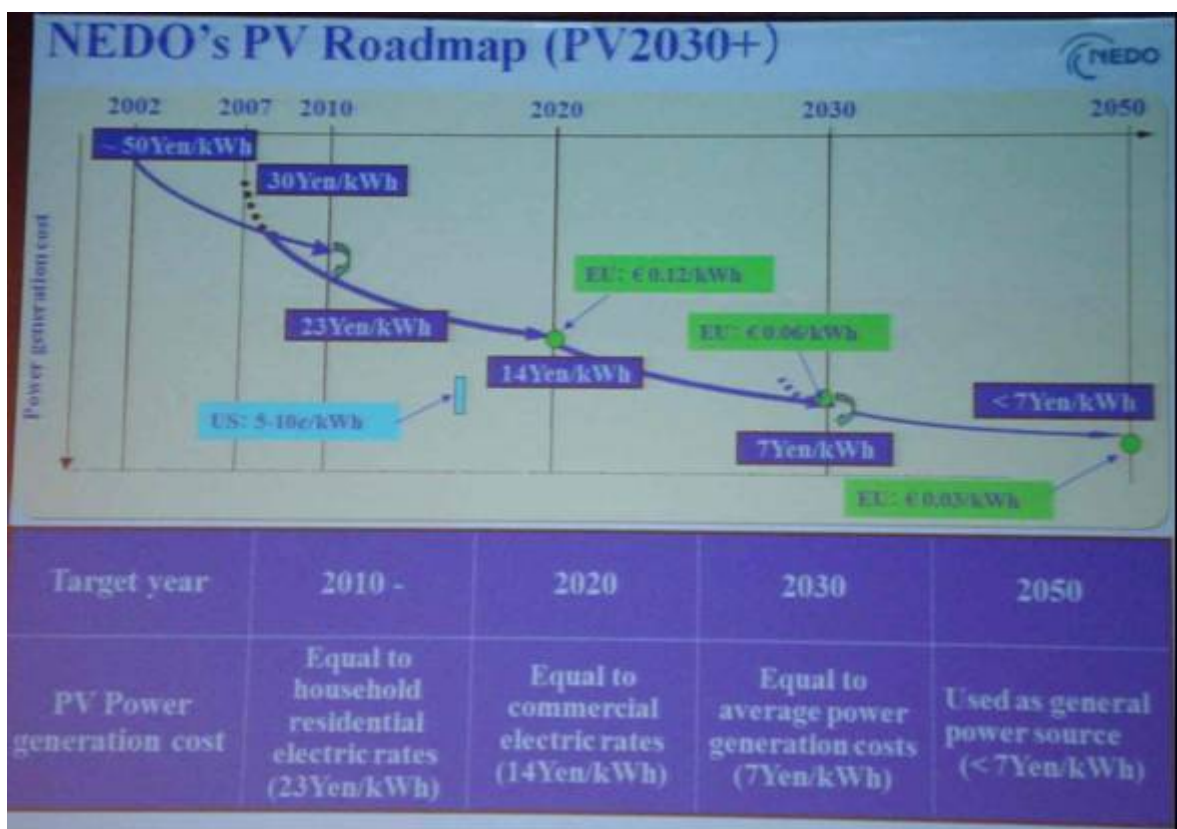 NEDO's PV Roadmap (PV2030+)
NEDO
2002 2007 2010 2020 2030 2050
~ 50Yen/kWh
30Yen/kWh
EU: € 0.12/kWh
23Yen/kWh
EU: € 0.06/kWh
14Yen/kWh
< 7Yen/kWh
US: 5-10c/kWh
7Yen/kWh
EU: € 0.03/kWh
Power generation cost
Target year
2010 -
2020
2030
2050
PV Power
generation cost
Equal to
household
residential
electric rates
(23Yen/kWh)
Equal to
commercial
electric rates
(14Yen/kWh)
Equal to
average power
generation costs
(7Yen/kWh)
Used as general
power source
(< 7Yen/kWh)